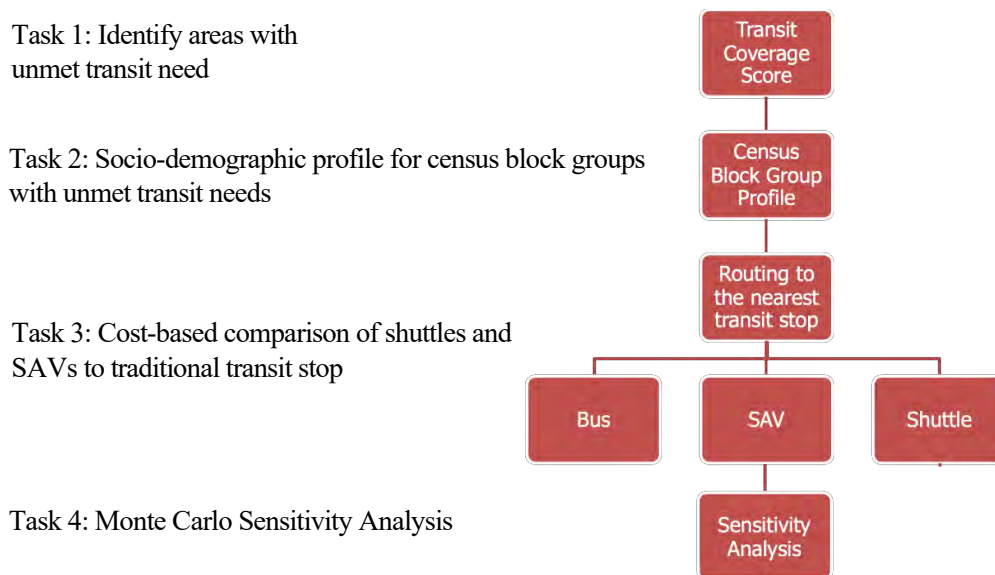 Task 1: Identify areas with
unmet transit need
Transit
Coverage
Score
Task 2: Socio-demographic profile for census block groups
with unmet transit needs
Census
Block Group
Profile
Routing to
the nearest
transit stop
Task 3: Cost-based comparison of shuttles and
SAVs to traditional transit stop
Bus
SAV
Shuttle
Task 4: Monte Carlo Sensitivity Analysis
Sensitivity
Analysis